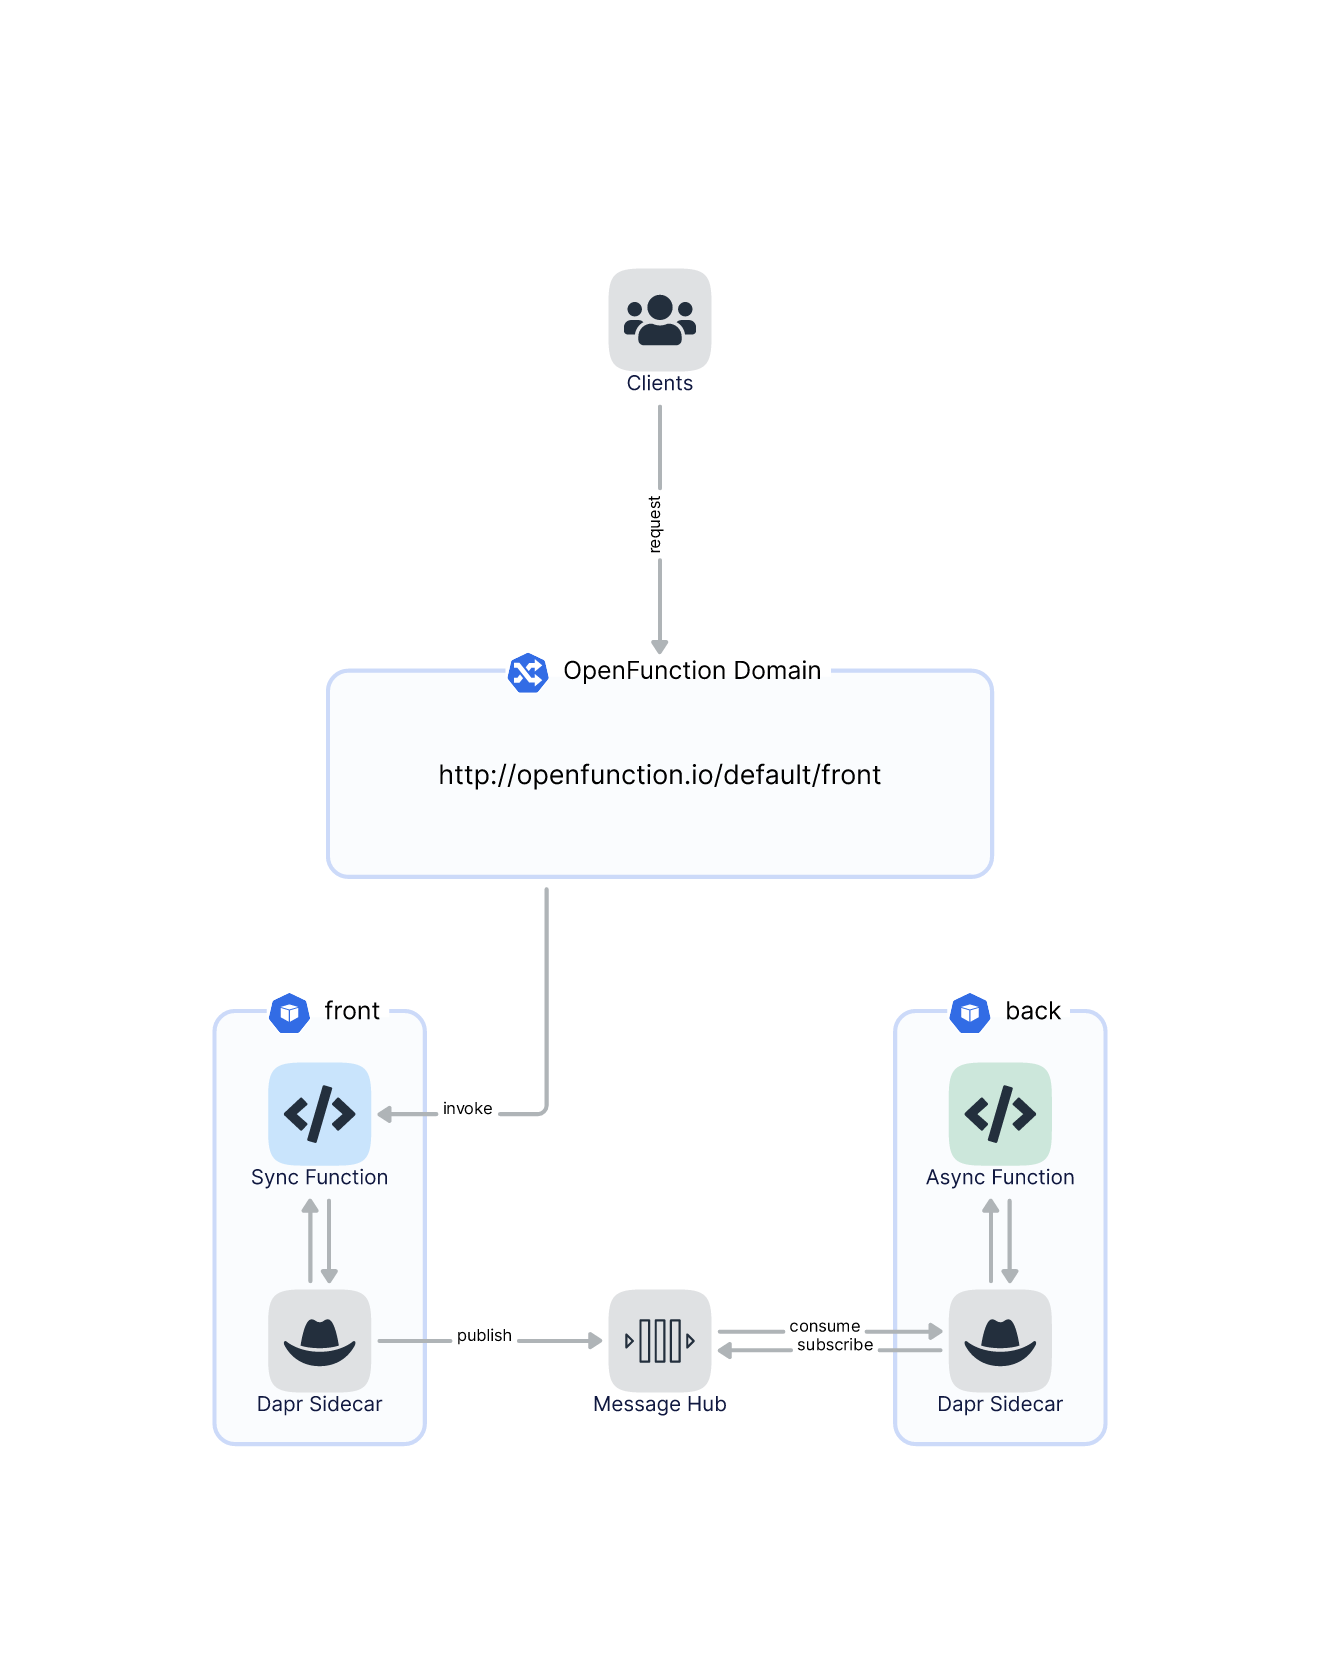 Clients
request
OpenFunction Domain
http://openfunction.io/default/front
front
back
invoke
Sync Function
Async Function
publish
consume
subscribe
Dapr Sidecar
Message Hub
Dapr Sidecar